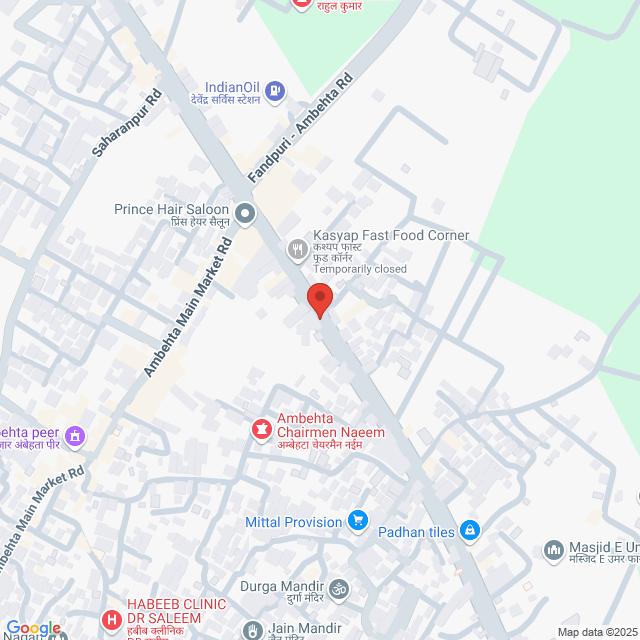 राहुल कुमार
IndianOil
देवेंद्र सर्विस स्टेशन
Saharanpur Rd
Fandpuri - Ambehta Rd
Prince Hair Saloon
प्रिंस हेयर सैलून
Kasyap Fast Food Corner
कश्यप फास्ट
फूड कॉर्नर
Temporarily closed
Ambehta Main Market Rd
Ambehta
Chairmen Naeem
अम्बेहटा चेयरमैन नईम
behta peer
जार अंबेहता पीर
Ambehta Main Market Rd
Mittal Provision
Padhan tiles
Masjid E Um
मस्जिद E उमर फा
Durga Mandir
दुर्गा मंदिर
HABEEB CLINIC
DR SALEEM
हबीब क्लीनिक
Jain Mandir
Google
Map data ©2025